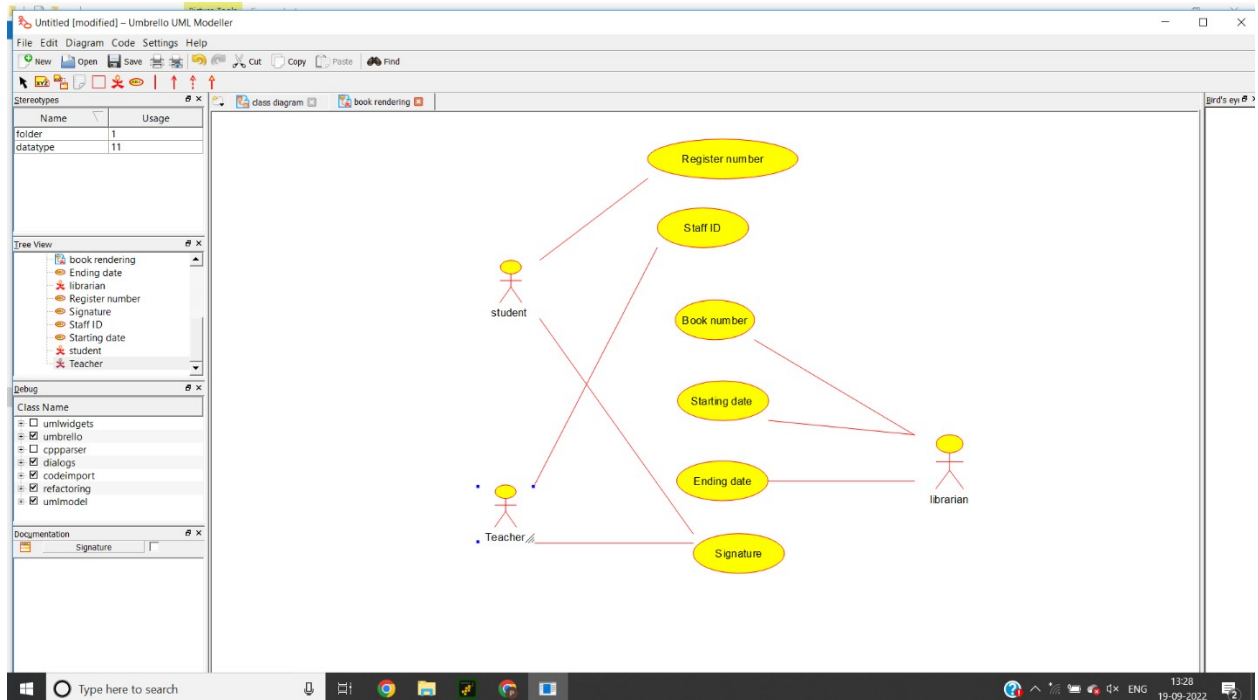 Untitled [modified] – Umbrello UML Modeller
File Edit Diagram Code Settings Help
New Open Save Cut Copy Paste Find
Stereotypes
Name Usage
folder 1
datatype 11
Tree View
book rendering
Ending date
librarian
Register number
Signature
Staff ID
Starting date
student
Teacher
Debug
Class Name
umlwidgets
umbrello
cppparser
dialogs
codeimport
refactoring
umlmodel
Documentation
Signature
class diagram book rendering
Register number
Staff ID
student
Book number
Starting date
Ending date
librarian
Teacher
Signature
Bird's ey
Type here to search
ENG
13:28
19-09-2022